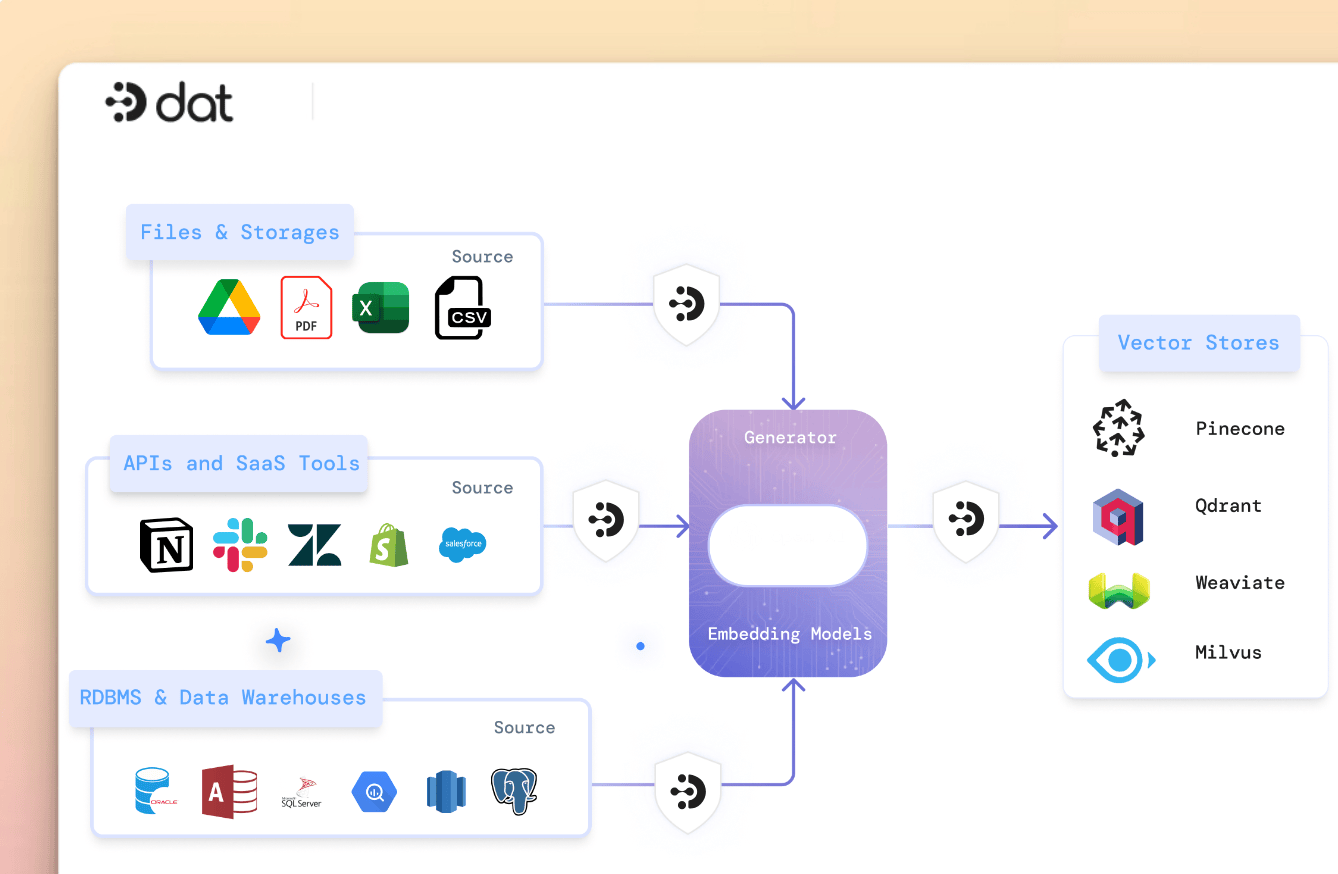 dat
Files & Storages
Source
PDF
X
CSV
APIs and SaaS Tools
Source
N
S
salesforce
RDBMS & Data Warehouses
Source
ORACLE
A
Microsoft
SQL Server
Generator
Embedding Models
Vector Stores
Pinecone
Qdrant
Weaviate
Milvus